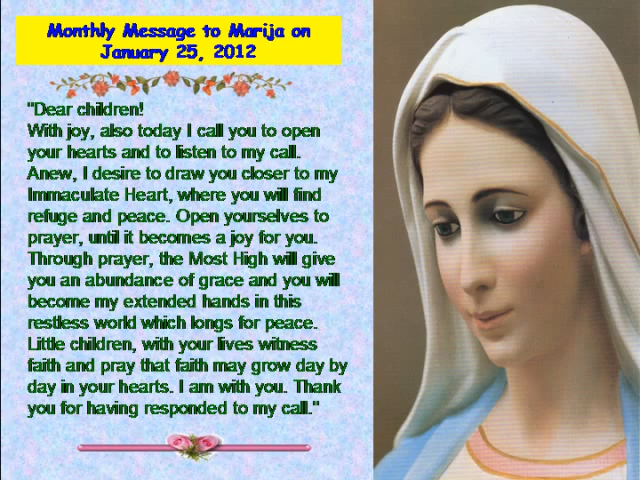 Monthly Message to Marija on
January 25, 2012
"Dear children!
With joy, also today I call you to open
your hearts and to listen to my call.
Anew, I desire to draw you closer to my
Immaculate Heart, where you will find
refuge and peace. Open yourselves to
prayer, until it becomes a joy for you.
Through prayer, the Most High will give
you an abundance of grace and you will
become my extended hands in this
restless world which longs for peace.
Little children, with your lives witness
faith and pray that faith may grow day by
day in your hearts. I am with you. Thank
you for having responded to my call."